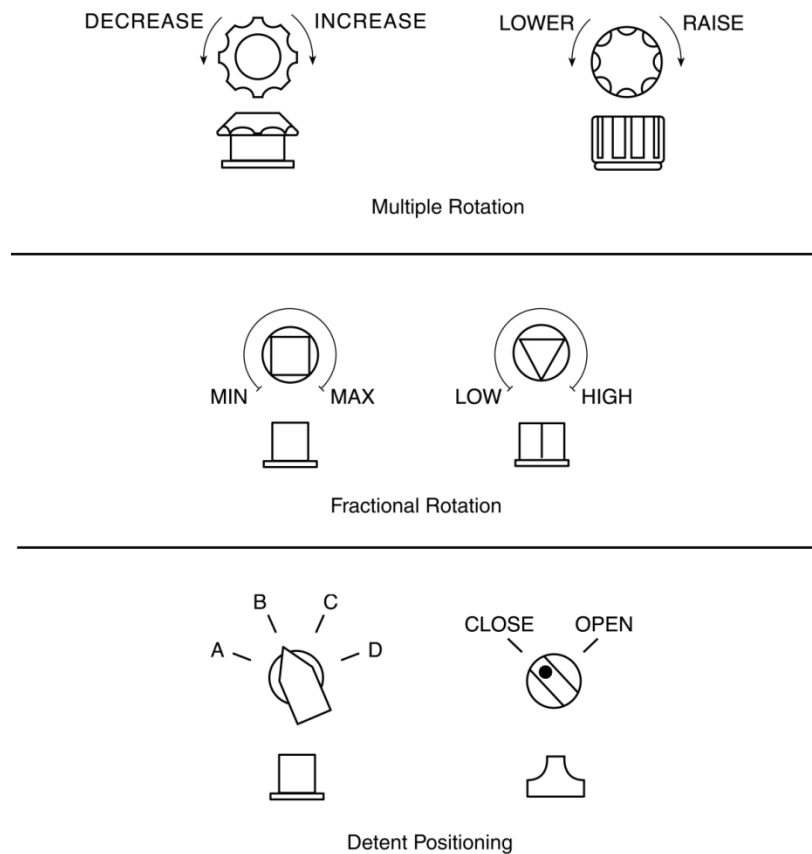 DECREASE INCREASE LOWER RAISE
Multiple Rotation
MIN MAX LOW HIGH
Fractional Rotation
B C
A D
CLOSE OPEN
Detent Positioning